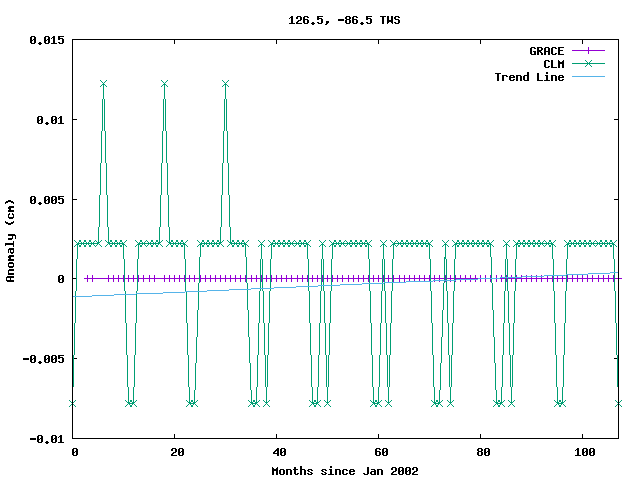 126.5, -86.5 TWS
0.015
0.01
0.005
0
-0.005
-0.01
Anomaly (cm)
GRACE
CLM
Trend Line
0 20 40 60 80 100
Months since Jan 2002